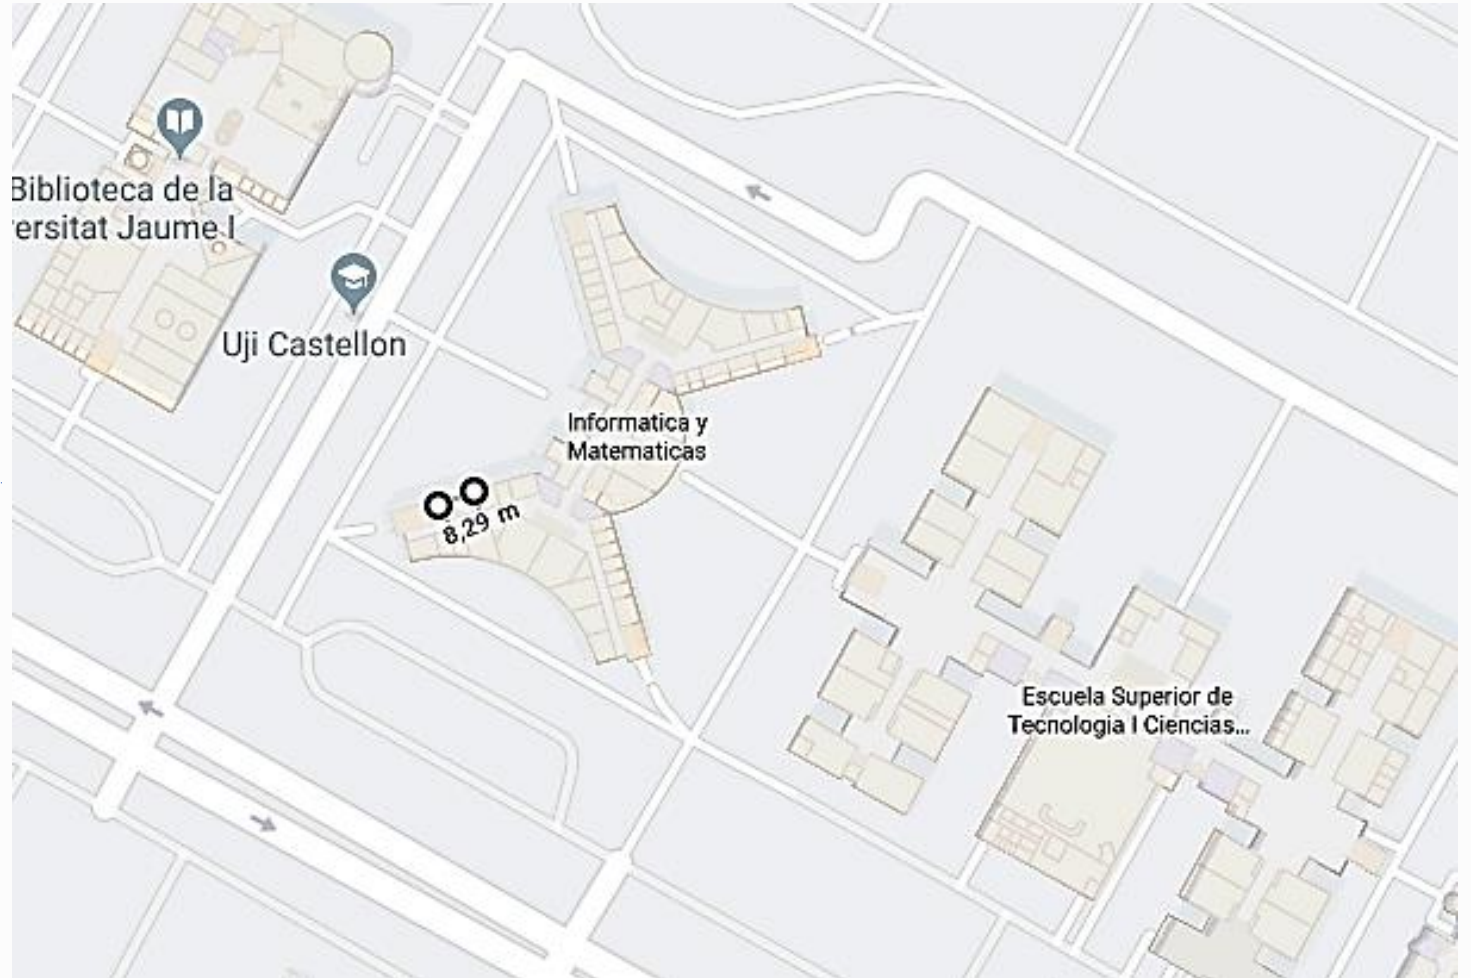 Biblioteca de la
ersitat Jaume I
Uji Castellon
Informatica y
Matematicas
8,29 m
Escuela Superior de
Tecnologia I Ciencias...